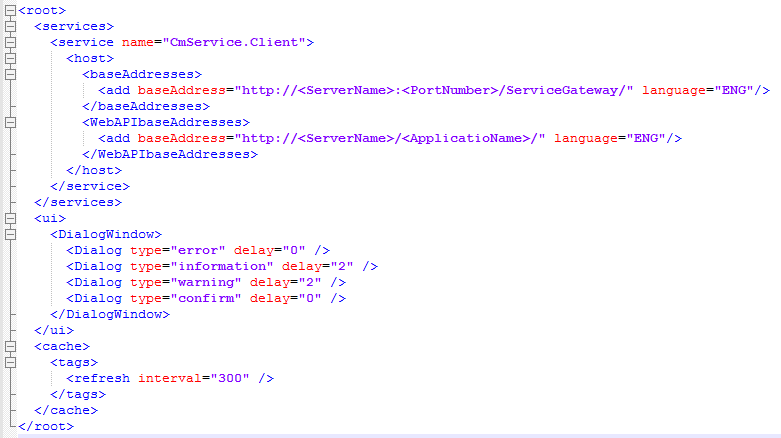 <root>
<services>
<service name="CmService.Client">
<host>
<baseAddresses>
<add baseAddress="http://<ServerName>:<PortNumber>/ServiceGateway/" language="ENG"/>
</baseAddresses>
<WebAPIbaseAddresses>
<add baseAddress="http://<ServerName>/<ApplicatioName>/" language="ENG"/>
</WebAPIbaseAddresses>
</host>
</service>
</services>
<ui>
<DialogWindow>
<Dialog type="error" delay="0" />
<Dialog type="information" delay="2" />
<Dialog type="warning" delay="2" />
<Dialog type="confirm" delay="0" />
</DialogWindow>
</ui>
<cache>
<tags>
<refresh interval="300" />
</tags>
</cache>
</root>